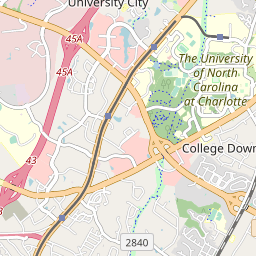 University City
45A
45A
The University
of North
Carolina
at Charlotte
College Down
43
2840